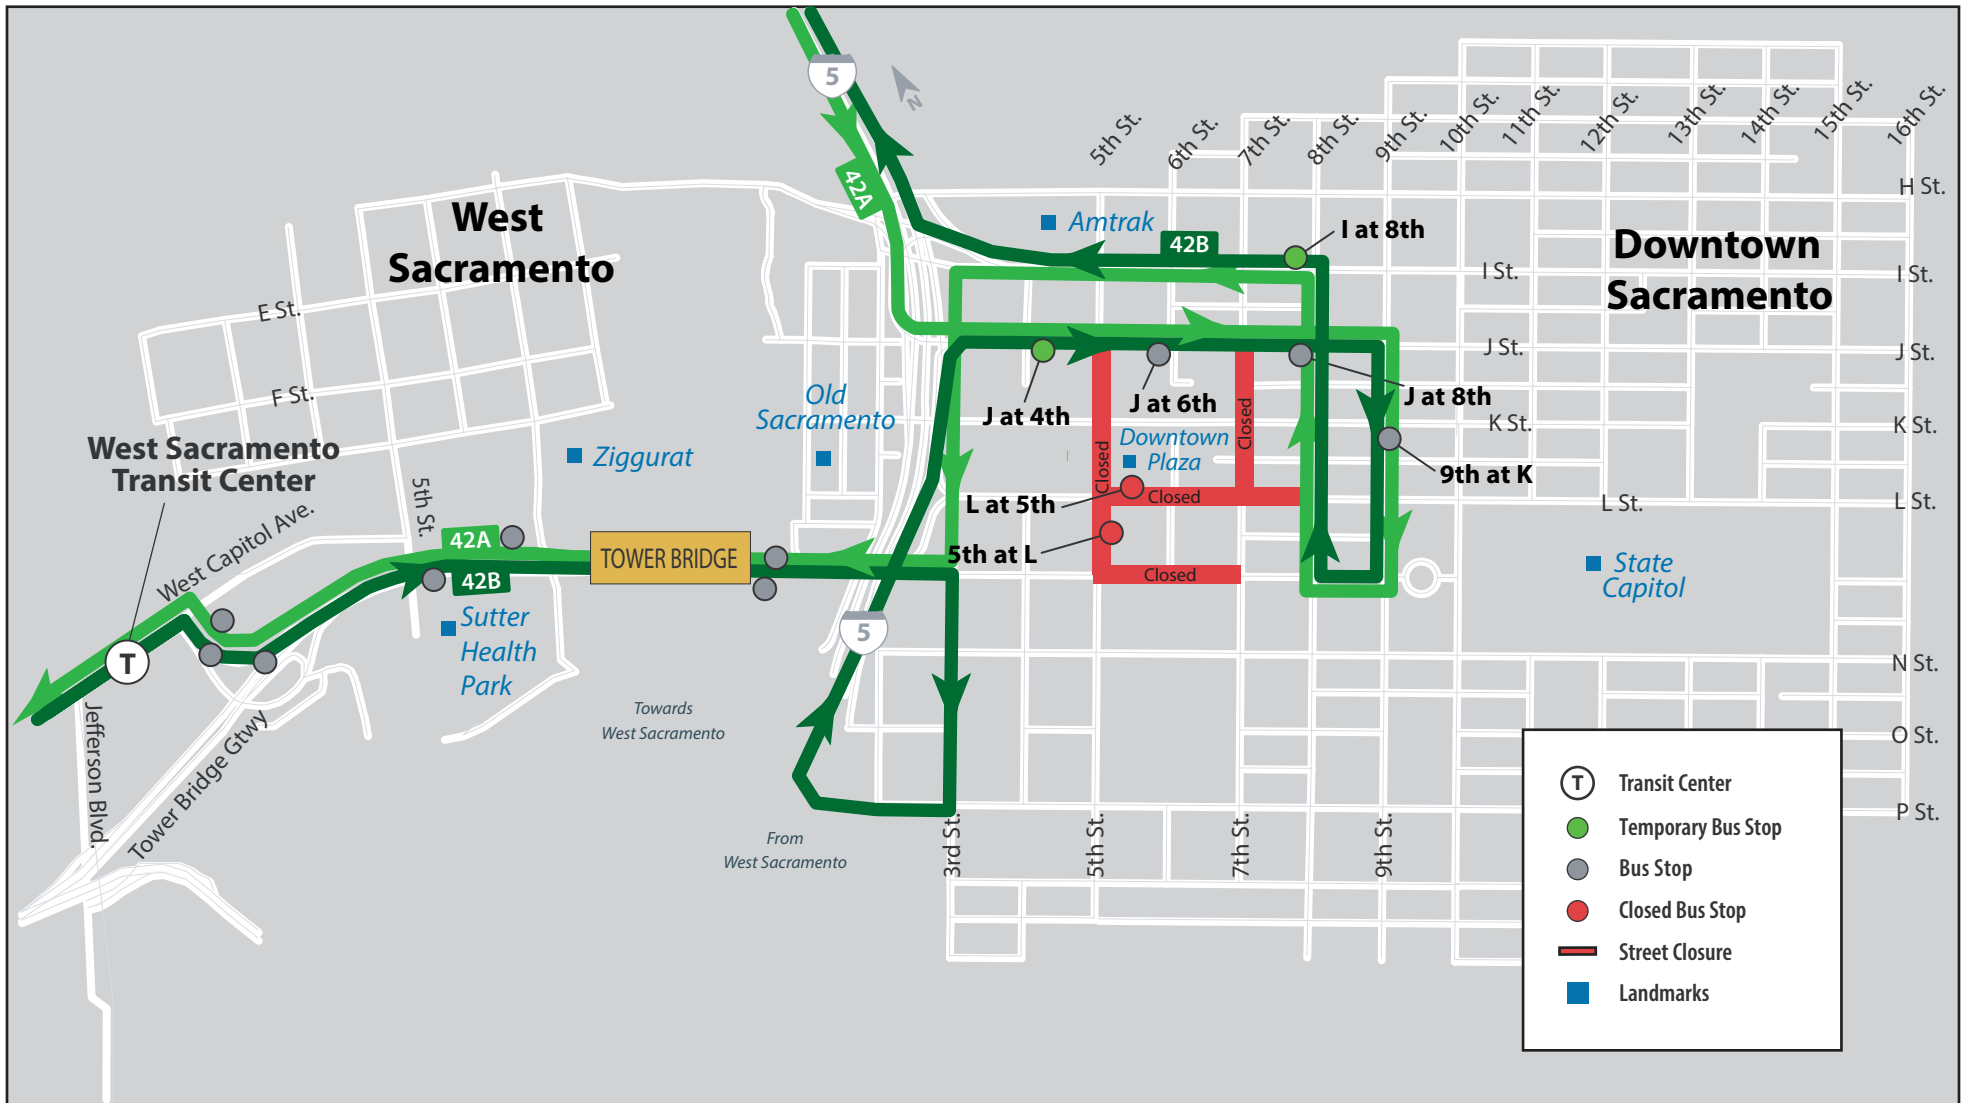 5
N
42A
5th St.
6th St.
7th St.
8th St.
9th St.
10th St.
11th St.
12th St.
13th St.
14th St.
15th St.
16th St.
H St.
West
Sacramento
Amtrak
42B
I at 8th
Downtown
Sacramento
I St.
I St.
E St.
F St.
J St.
J St.
Old
Sacramento
J at 4th
J at 6th
J at 8th
K St.
K St.
Closed
Closed
Downtown
Plaza
9th at K
West Sacramento
Transit Center
Ziggurat
L at 5th
Closed
L St.
L St.
5th St.
West Capitol Ave.
42A
TOWER BRIDGE
5th at L
Closed
State
Capitol
42B
Sutter
Health
Park
5
T
N St.
Jefferson Blvd.
Tower Bridge Gtwy
Towards
West Sacramento
O St.
From
West Sacramento
3rd St.
5th St.
7th St.
9th St.
P St.
T
Transit Center
Temporary Bus Stop
Bus Stop
Closed Bus Stop
Street Closure
Landmarks